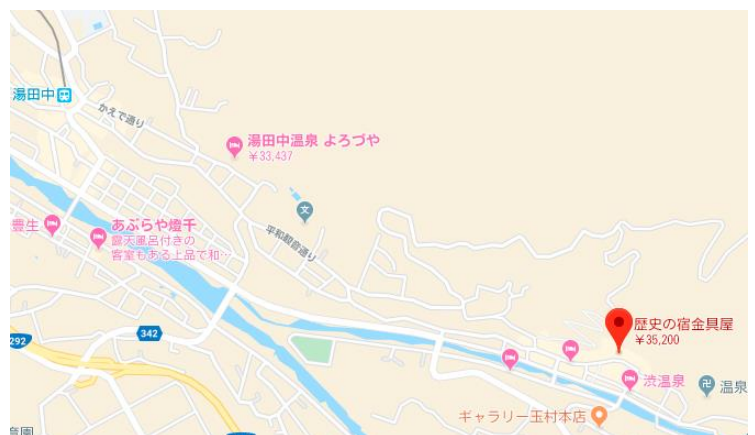 湯田中
かえで通り
湯田中温泉 よろづや
￥33,437
豊生
あぶらや燈千
露天風呂付きの
客室もある上品で和…
平和観音通り
342
292
歴史の宿金具屋
￥35,200
渋温泉
温泉
ギャラリー玉村本店